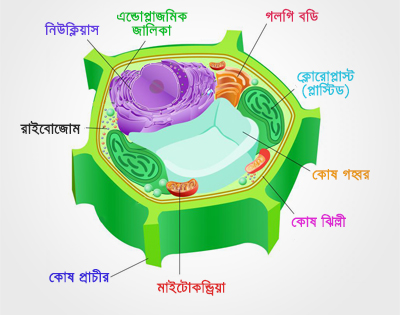 এন্ডোপ্লাজমিক
জালিকা
গলগি বডি
নিউক্লিয়াস
ক্লোরোপ্লাস্ট
(প্লাস্টিড)
রাইবোজোম
কোষ গহ্বর
কোষ ঝিল্লী
কোষ প্রাচীর
মাইটোকন্ড্রিয়া